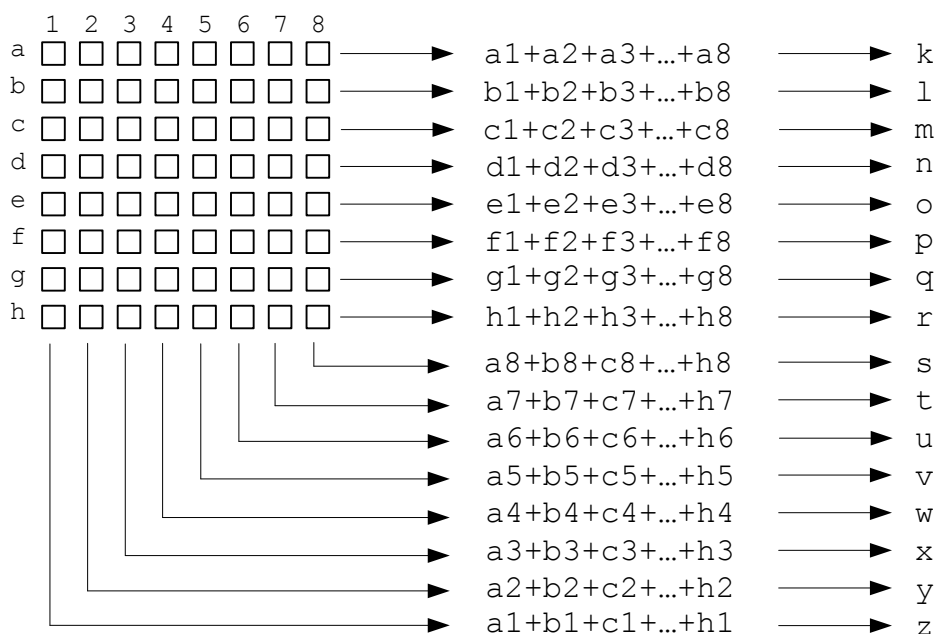 1 2 3 4 5 6 7 8
a a1+a2+a3+…+a8 k
b b1+b2+b3+…+b8 l
c c1+c2+c3+…+c8 m
d d1+d2+d3+…+d8 n
e e1+e2+e3+…+e8 o
f f1+f2+f3+…+f8 p
g g1+g2+g3+…+g8 q
h h1+h2+h3+…+h8 r
a8+b8+c8+…+h8 s
a7+b7+c7+…+h7 t
a6+b6+c6+…+h6 u
a5+b5+c5+…+h5 v
a4+b4+c4+…+h4 w
a3+b3+c3+…+h3 x
a2+b2+c2+…+h2 y
a1+b1+c1+…+h1 z